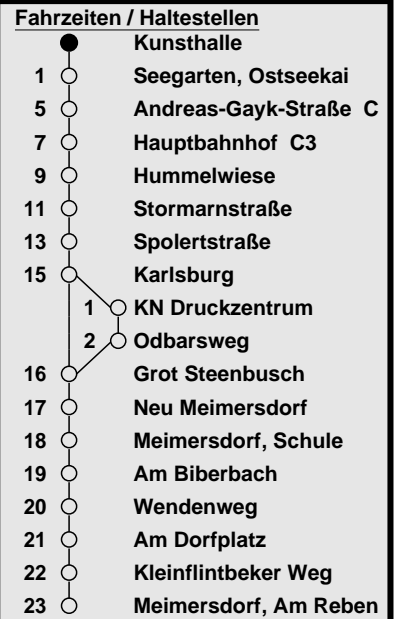 Fahrzeiten / Haltestellen
Kunsthalle
1 Seegarten, Ostseekai
5 Andreas-Gayk-Straße C
7 Hauptbahnhof C3
9 Hummelwiese
11 Stormarnstraße
13 Spolertstraße
15 Karlsburg
1 KN Druckzentrum
2 Odbarsweg
16 Grot Steenbusch
17 Neu Meimersdorf
18 Meimersdorf, Schule
19 Am Biberbach
20 Wendenweg
21 Am Dorfplatz
22 Kleinflintbeker Weg
23 Meimersdorf, Am Reben